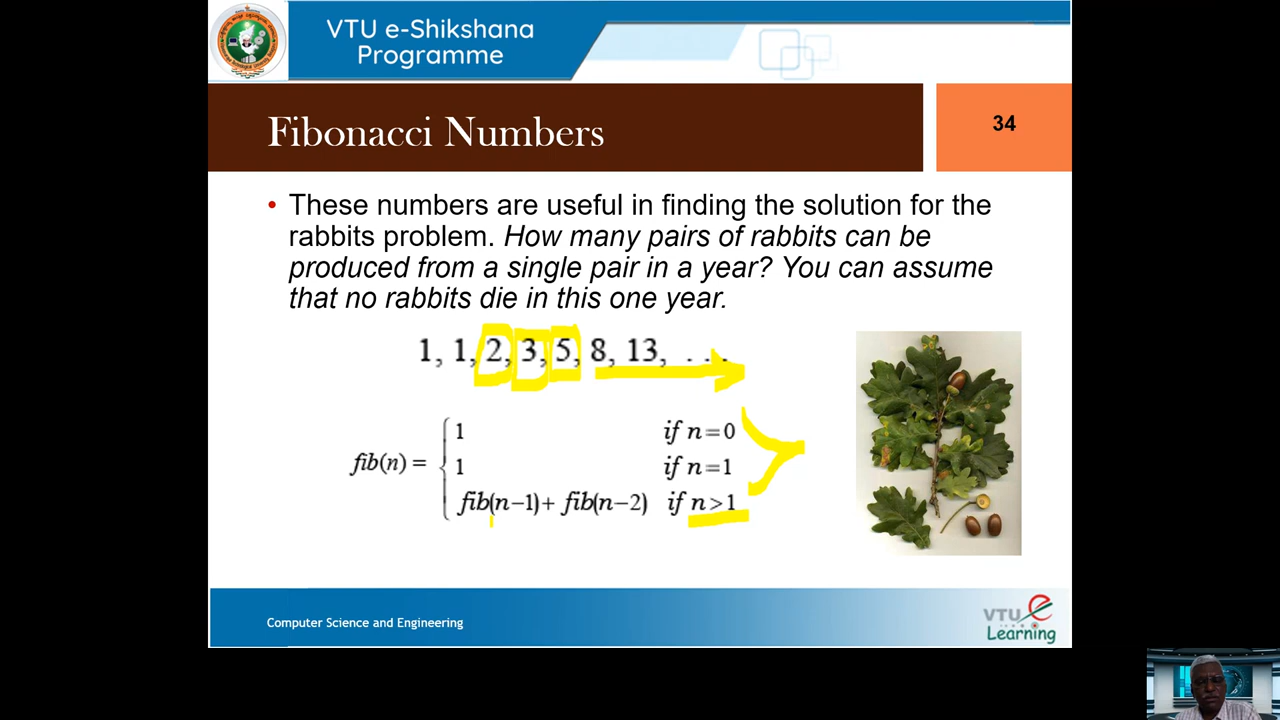 VTU e-Shikshana
Programme
Fibonacci Numbers
34
• These numbers are useful in finding the solution for the
rabbits problem. How many pairs of rabbits can be
produced from a single pair in a year? You can assume
that no rabbits die in this one year.
1, 1, 2, 3, 5, 8, 13, . . .
1 if n=0
fib(n) = 1 if n=1
fib(n−1)+ fib(n−2) if n>1
Computer Science and Engineering
VTU e
Learning